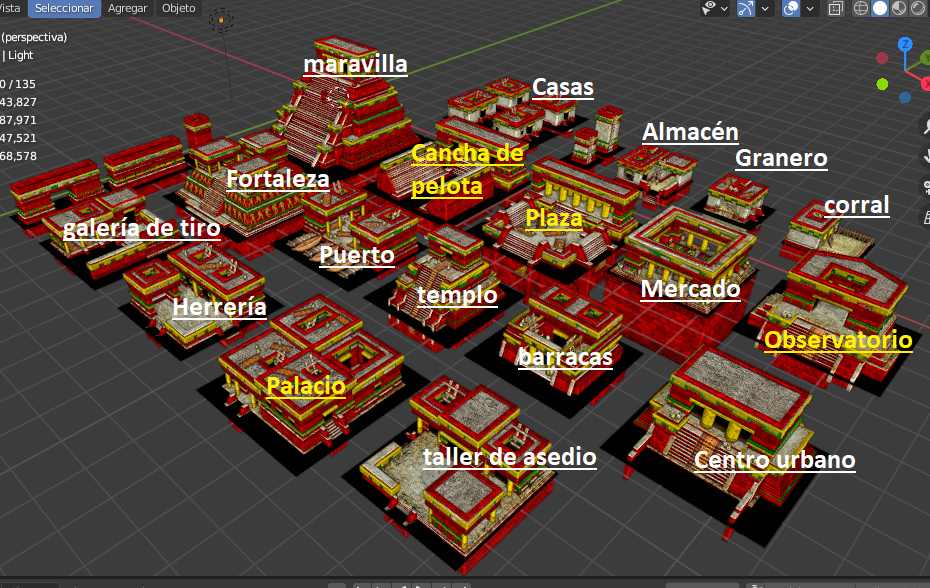 Vista Seleccionar Agregar Objeto
(perspectiva)
| Light
0 / 135
43,827
87,971
47,521
68,578
maravilla
Casas
Almacén
Granero
Cancha de
pelota
Fortaleza
corral
Plaza
galería de tiro
Puerto
Mercado
templo
Herrería
Observatorio
barracas
Palacio
taller de asedio
Centro urbano
Z
Y
X